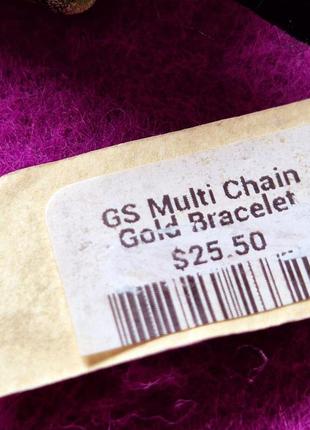 GS Multi Chain
Gold Bracelet
$25.50